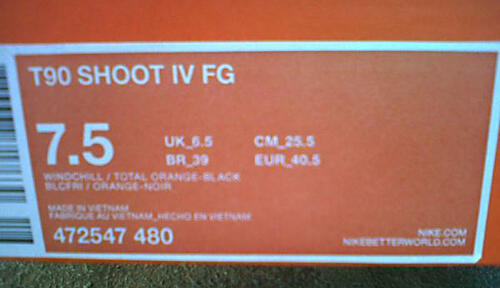 T90 SHOOT IV FG
7.5
UK_6.5 CM_25.5
BR_39 EUR_40.5
WINDCHILL / TOTAL ORANGE-BLACK
BLCFRI / ORANGE-NOIR
MADE IN VIETNAM
FABRIQUE AU VIETNAM_HECHO EN VIETNAM
472547 480
NIKE.COM
NIKEBETTERWORLD.COM